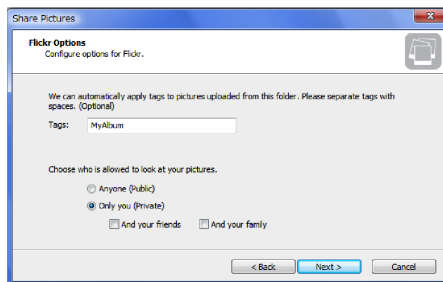 Share Pictures
Flickr Options
Configure options for Flickr.
We can automatically apply tags to pictures uploaded from this folder. Please separate tags with
spaces. (Optional)
Tags: MyAlbum
Choose who is allowed to look at your pictures.
Anyone (Public)
Only you (Private)
And your friends And your family
< Back Next > Cancel